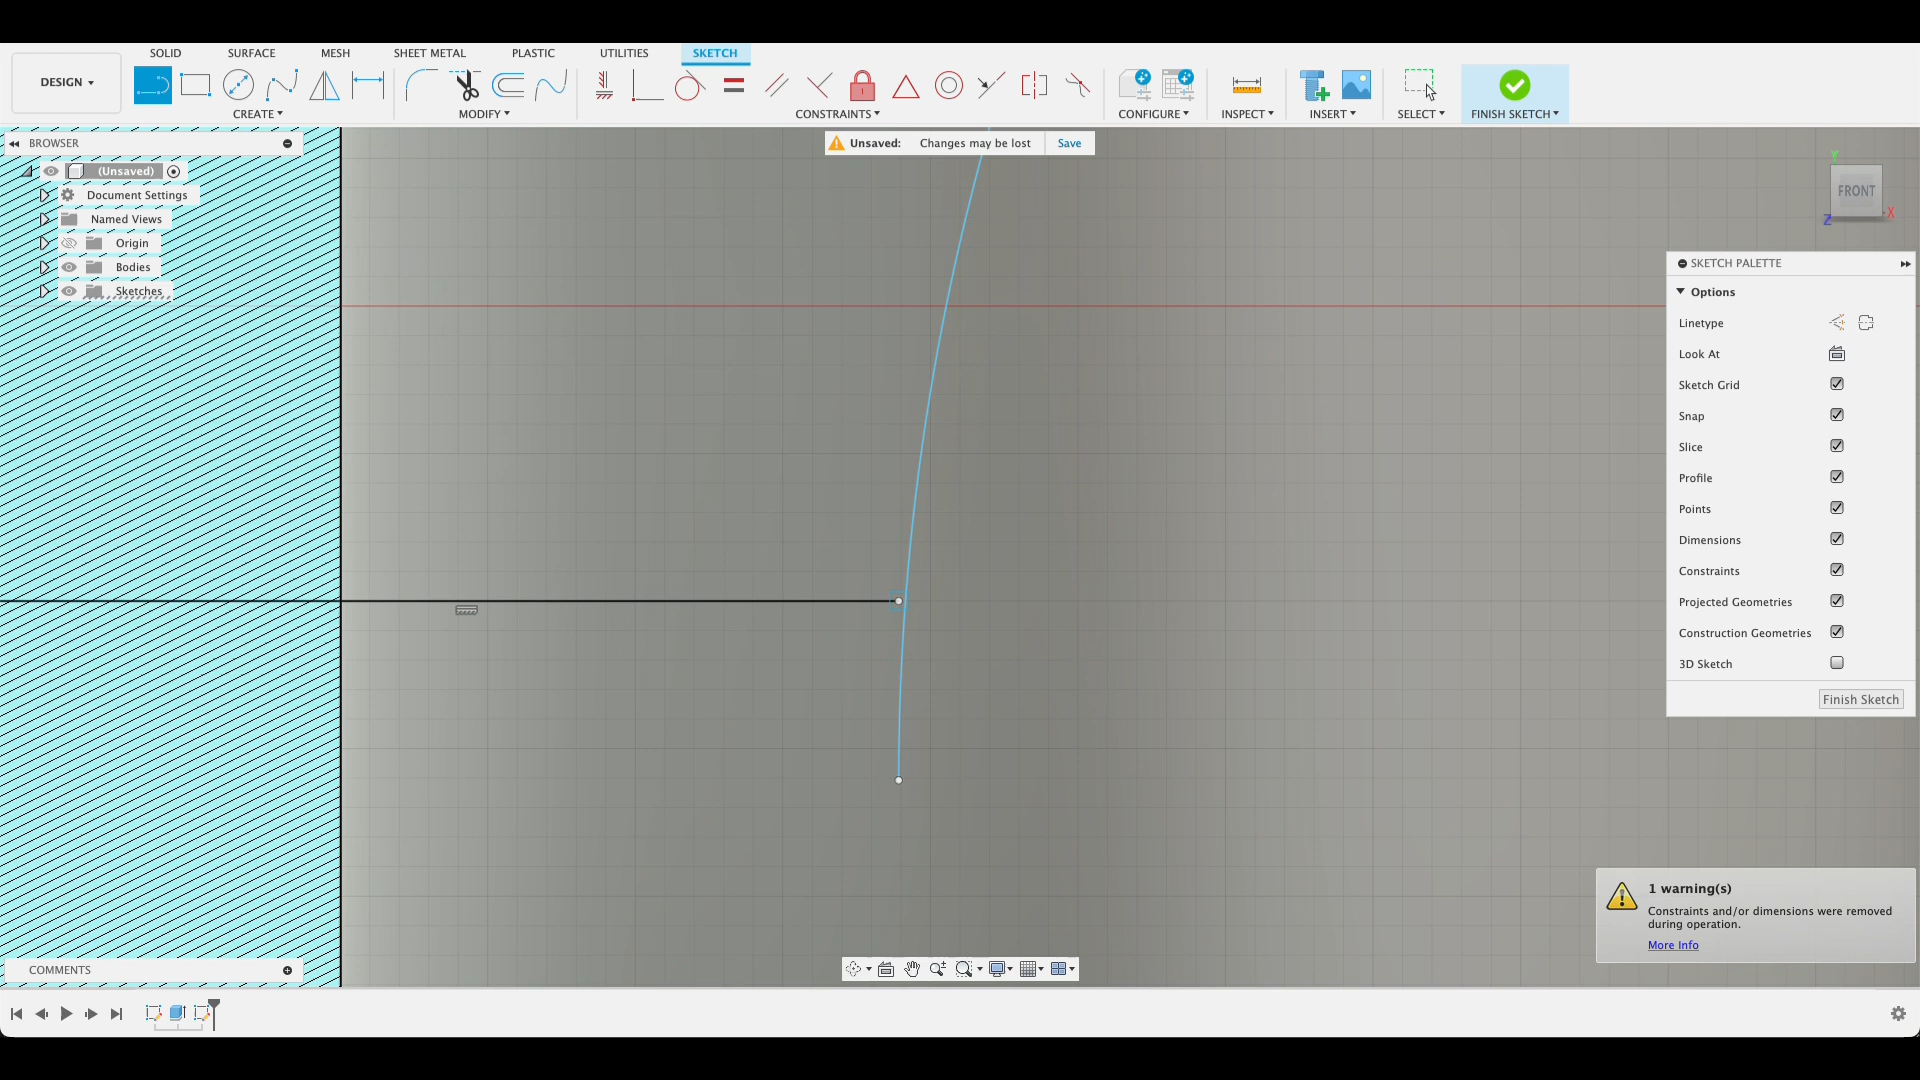 SOLID SURFACE MESH SHEET METAL PLASTIC UTILITIES SKETCH
DESIGN
CREATE MODIFY CONSTRAINTS CONFIGURE INSPECT INSERT SELECT FINISH SKETCH
BROWSER
Unsaved: Changes may be lost Save
(Unsaved)
Document Settings
Named Views
Origin
Bodies
Sketches
Y
FRONT
X
Z
SKETCH PALETTE
Options
Linetype
Look At
Sketch Grid
Snap
Slice
Profile
Points
Dimensions
Constraints
Projected Geometries
Construction Geometries
3D Sketch
Finish Sketch
1 warning(s)
Constraints and/or dimensions were removed
during operation.
More Info
COMMENTS